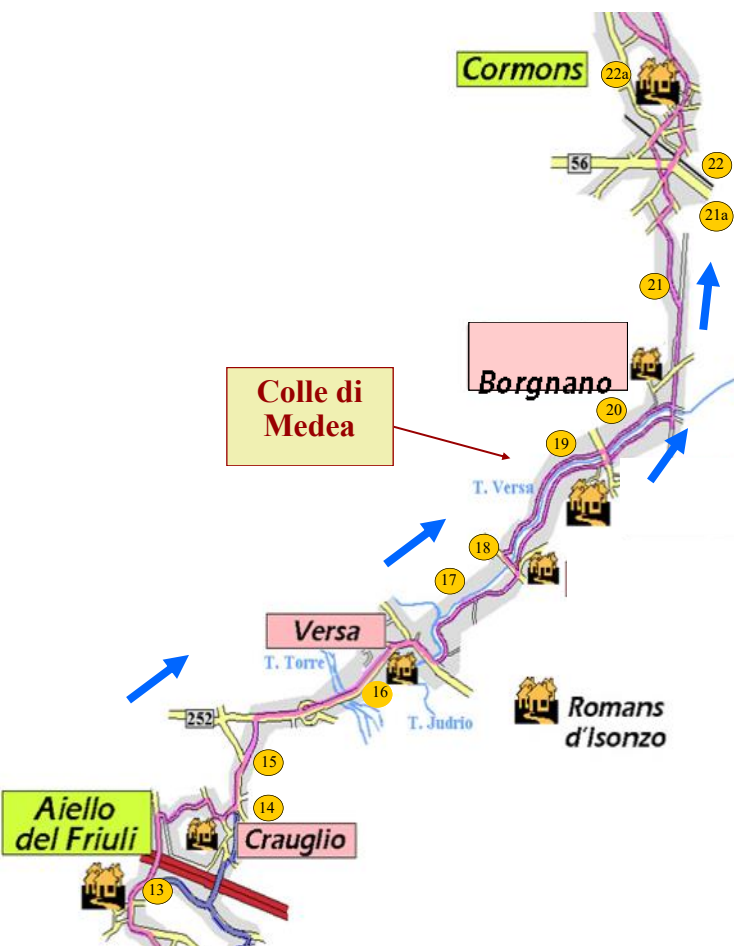 Cormons
22a
56
22
21a
21
Borgnano
20
Colle di
Medea
19
T. Versa
18
17
Versa
T. Torre
16
T. Judrio
Romans
d'Isonzo
252
15
Aiello
del Friuli
14
Crauglio
13